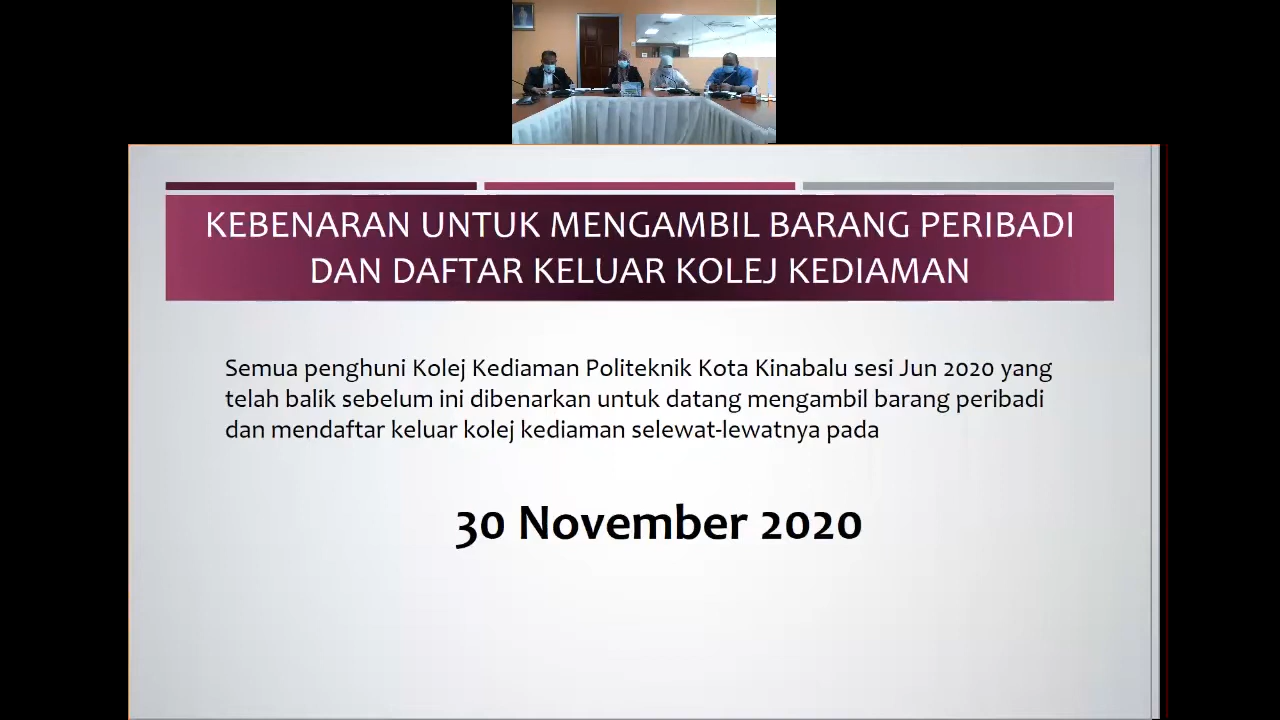 KEBENARAN UNTUK MENGAMBIL BARANG PERIBADI
DAN DAFTAR KELUAR KOLEJ KEDIAMAN
Semua penghuni Kolej Kediaman Politeknik Kota Kinabalu sesi Jun 2020 yang
telah balik sebelum ini dibenarkan untuk datang mengambil barang peribadi
dan mendaftar keluar kolej kediaman selewat-lewatnya pada
30 November 2020